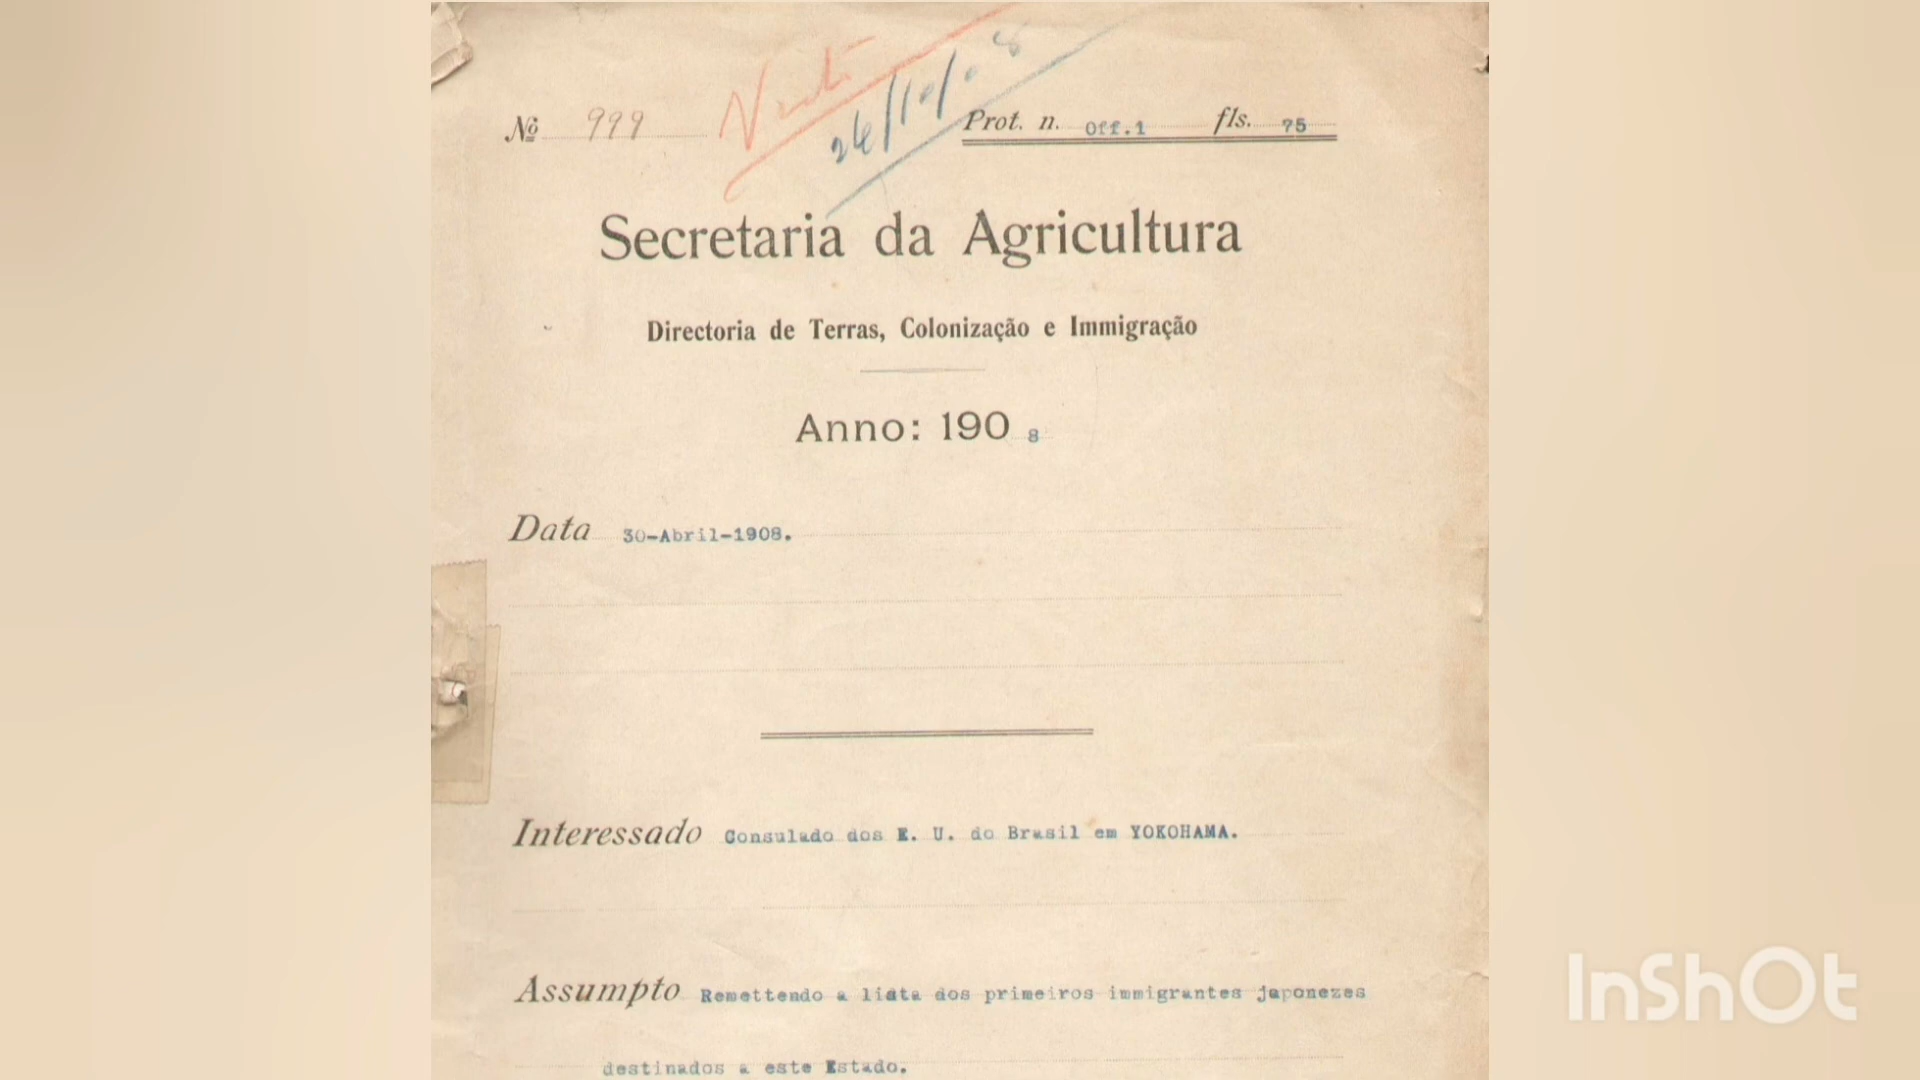 Nº 999
24/10/08
Prot. n. Off.1 fls. 75
Secretaria da Agricultura
Directoria de Terras, Colonização e Immigração
Anno: 190 8
Data 30-Abril-1908.
Interessado Consulado dos E. U. do Brasil em YOKOHAMA.
Assumpto Remettendo a lista dos primeiros immigrantes japonezes
destinados a este Estado.
InShOt